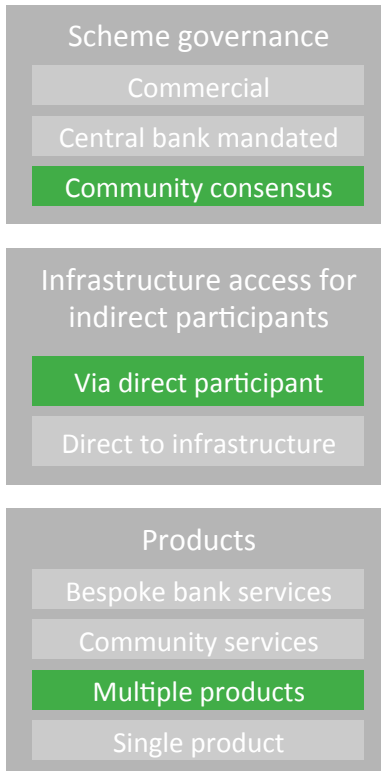 Scheme governance
Commercial
Central bank mandated
Community consensus
Infrastructure access for
indirect participants
Via direct participant
Direct to infrastructure
Products
Bespoke bank services
Community services
Multiple products
Single product